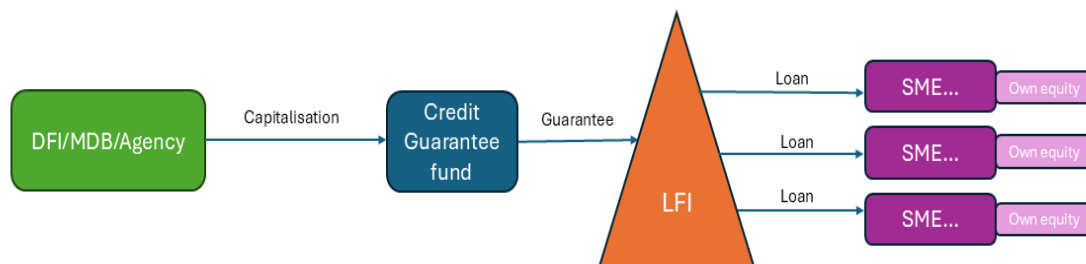 DFI/MDB/Agency
Capitalisation
Credit
Guarantee
fund
Guarantee
LFI
Loan
SME...
Own equity
Loan
SME...
Own equity
Loan
SME...
Own equity